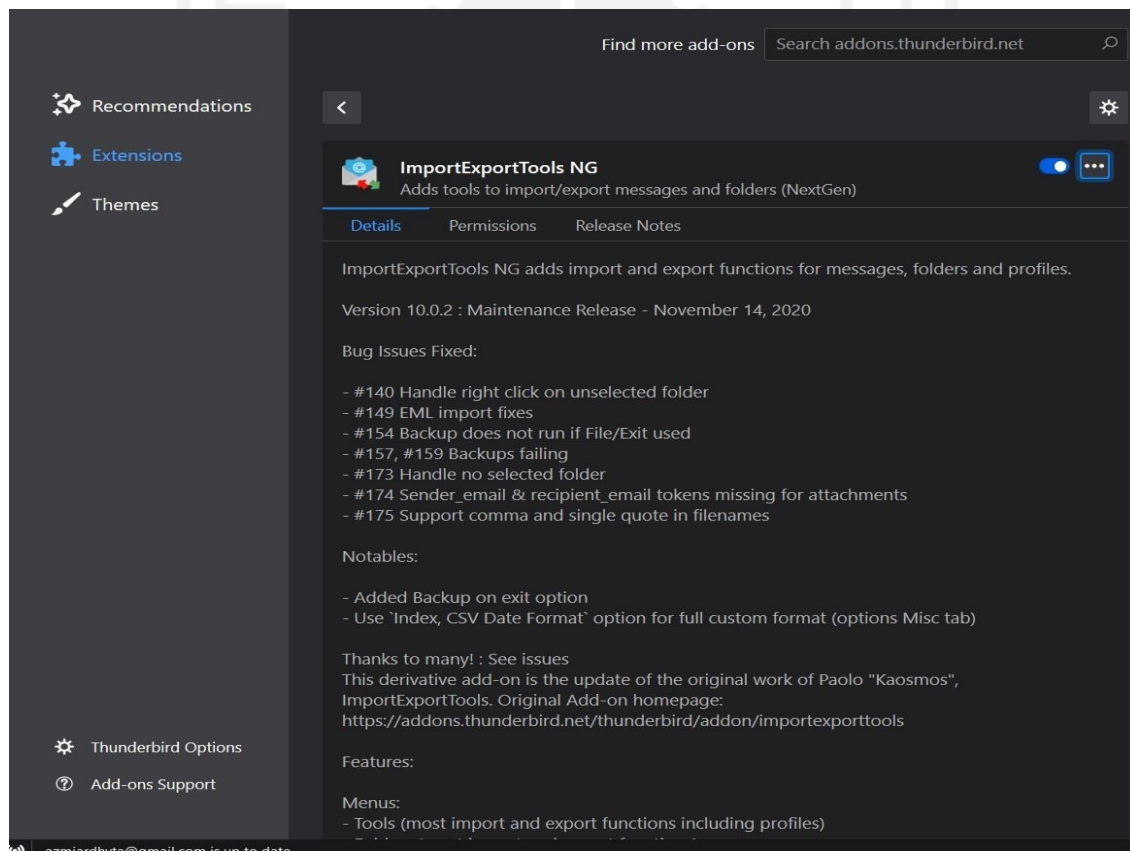 Find more add-ons Search addons.thunderbird.net
Recommendations
Extensions
Themes
ImportExportTools NG
Adds tools to import/export messages and folders (NextGen)
Details Permissions Release Notes
ImportExportTools NG adds import and export functions for messages, folders and profiles.
Version 10.0.2 : Maintenance Release - November 14, 2020
Bug Issues Fixed:
- #140 Handle right click on unselected folder
- #149 EML import fixes
- #154 Backup does not run if File/Exit used
- #157, #159 Backups failing
- #173 Handle no selected folder
- #174 Sender_email & recipient_email tokens missing for attachments
- #175 Support comma and single quote in filenames
Notables:
- Added Backup on exit option
- Use `Index, CSV Date Format` option for full custom format (options Misc tab)
Thanks to many! : See issues
This derivative add-on is the update of the original work of Paolo "Kaosmos",
ImportExportTools. Original Add-on homepage:
https://addons.thunderbird.net/thunderbird/addon/importexporttools
Features:
Menus:
- Tools (most import and export functions including profiles)
Thunderbird Options
Add-ons Support